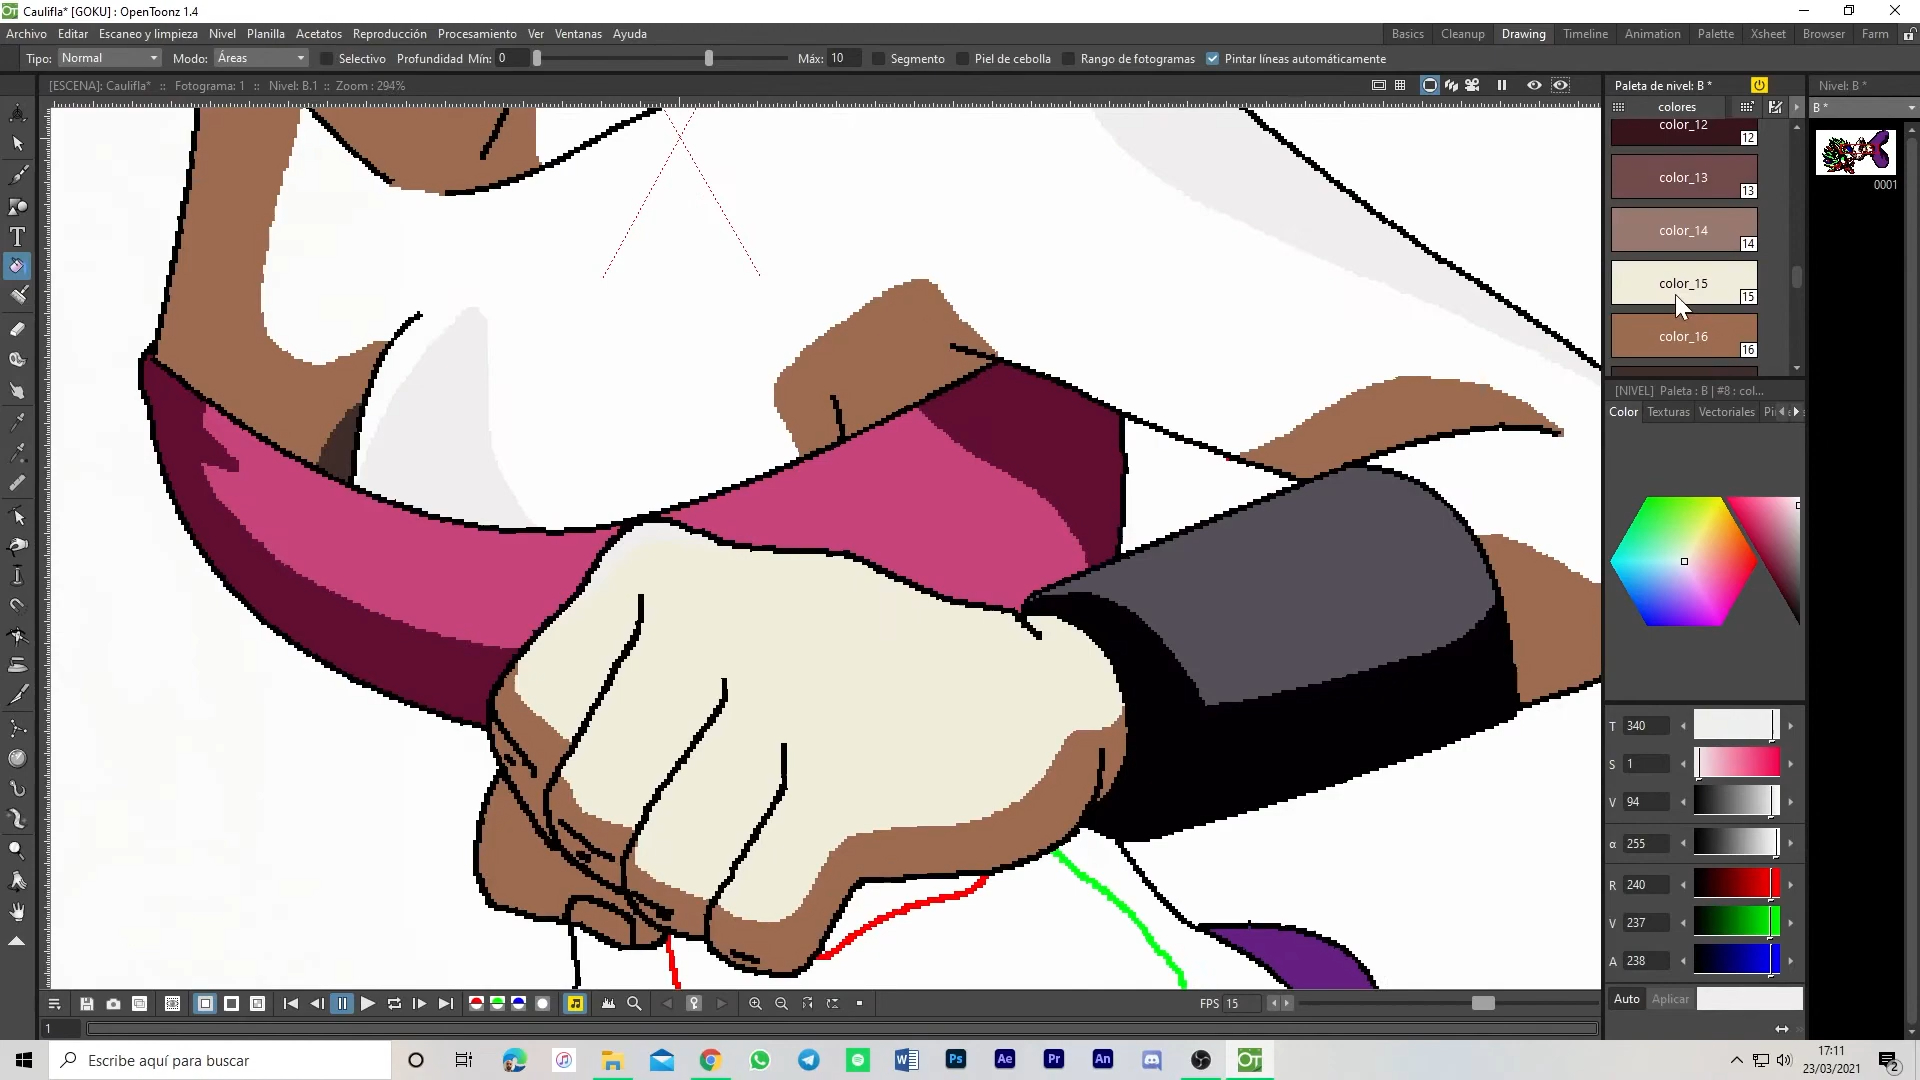 Caulifla* [GOKU] : OpenToonz 1.4
Archivo Editar Escaneo y limpieza Nivel Planilla Acetatos Reproducción Procesamiento Ver Ventanas Ayuda
Basics Cleanup Drawing Timeline Animation Palette Xsheet Browser Farm
Tipo: Normal Modo: Áreas Selectivo Profundidad Mín: 0 Máx: 10 Segmento Piel de cebolla Rango de fotogramas Pintar líneas automáticamente
[ESCENA]: Caulifla* :: Fotograma: 1 :: Nivel: B.1 :: Zoom : 294%
Paleta de nivel: B *
Nivel: B *
colores
B *
color_12
12
color_13
13
0001
color_14
14
color_15
15
color_16
16
[NIVEL] Paleta : B | #8 : col...
Color Texturas Vectoriales
T 340
S 1
V 94
α 255
R 240
V 237
A 238
Auto Aplicar
FPS 15
1
Escribe aquí para buscar
Ps Ae Pr An
17:11
23/03/2021
2